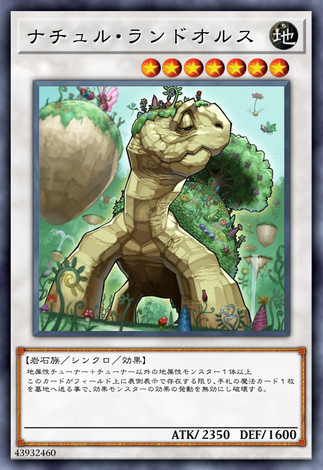 ナチュル・ランドオルス
地
【岩石族／シンクロ／効果】
地属性チューナー＋チューナー以外の地属性モンスター１体以上
このカードがフィールド上に表側表示で存在する限り、手札の魔法カード１枚
を墓地へ送る事で、効果モンスターの効果の発動を無効にし破壊する。
ATK/ 2350 DEF/1600
43932460